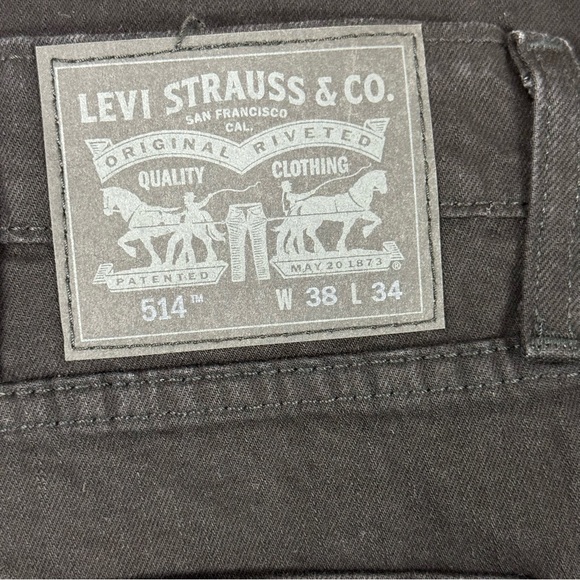 LEVI STRAUSS & CO.
SAN FRANCISCO
CAL.
ORIGINAL RIVETED
QUALITY CLOTHING
PATENTED MAY 20 1873 ®
514™ W 38 L 34